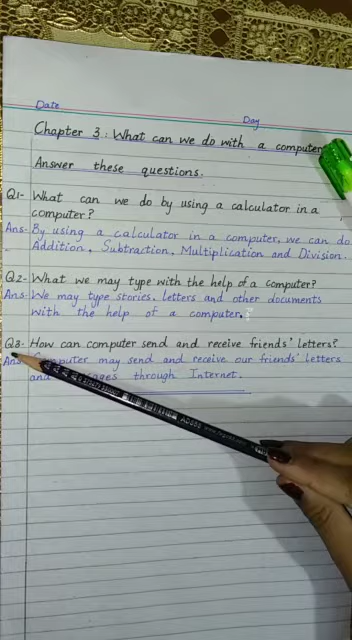 Date
Day
Chapter 3: What can we do with a computer
Answer these questions.
Q1- What can we do by using a calculator in a
computer?
Ans- By using a calculator in a computer, we can do
Addition, Subtraction, Multiplication and Division.
Q2- What we may type with the help of a computer?
Ans- We may type stories, letters and other documents
with the help of a computer.
Q3- How can computer send and receive friends' letters?
Ans Computer may send and receive our friends' letters
and through Internet.